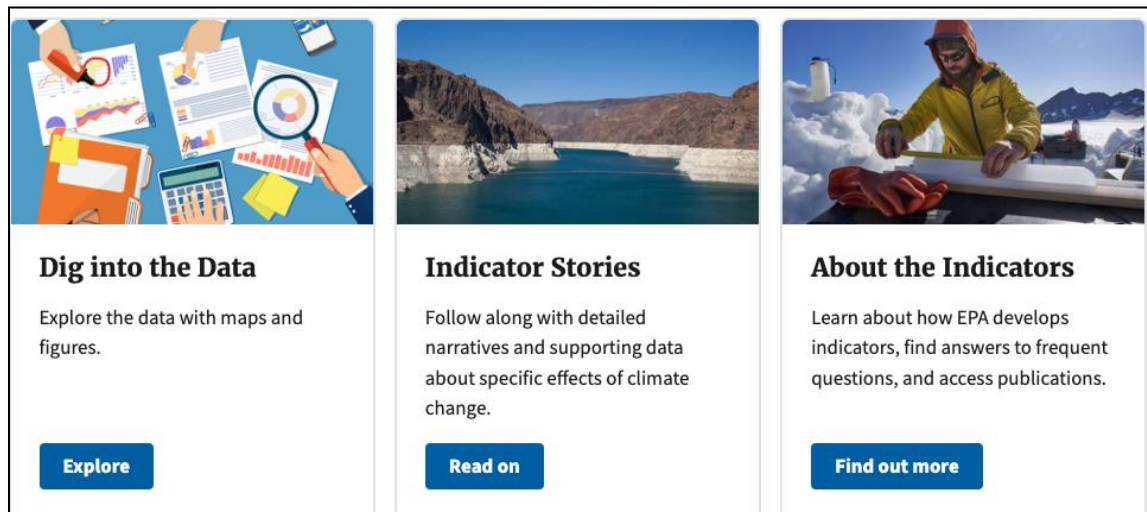 Dig into the Data
Explore the data with maps and
figures.
Explore
Indicator Stories
Follow along with detailed
narratives and supporting data
about specific effects of climate
change.
Read on
About the Indicators
Learn about how EPA develops
indicators, find answers to frequent
questions, and access publications.
Find out more